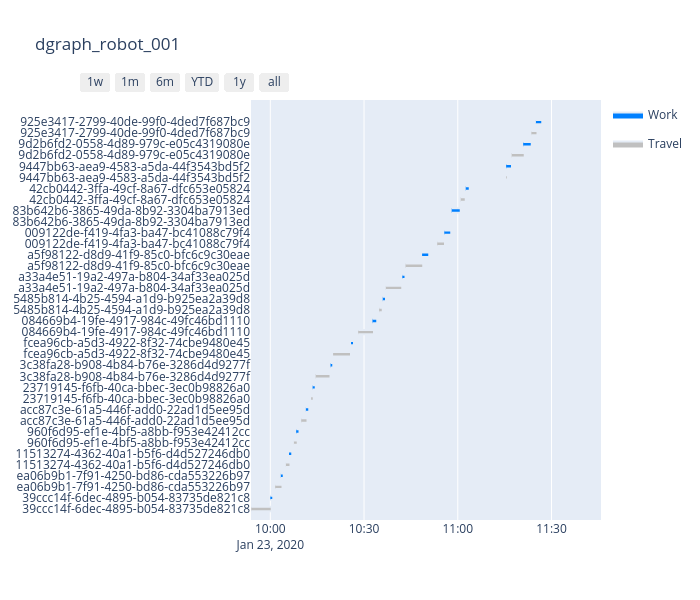 dgraph_robot_001
1w 1m 6m YTD 1y all
Work
Travel
925e3417-2799-40de-99f0-4ded7f687bc9
925e3417-2799-40de-99f0-4ded7f687bc9
9d2b6fd2-0558-4d89-979c-e05c4319080e
9d2b6fd2-0558-4d89-979c-e05c4319080e
9447bb63-aea9-4583-a5da-44f3543bd5f2
9447bb63-aea9-4583-a5da-44f3543bd5f2
42cb0442-3ffa-49cf-8a67-dfc653e05824
42cb0442-3ffa-49cf-8a67-dfc653e05824
83b642b6-3865-49da-8b92-3304ba7913ed
83b642b6-3865-49da-8b92-3304ba7913ed
009122de-f419-4fa3-ba47-bc41088c79f4
009122de-f419-4fa3-ba47-bc41088c79f4
a5f98122-d8d9-41f9-85c0-bfc6c9c30eae
a5f98122-d8d9-41f9-85c0-bfc6c9c30eae
a33a4e51-19a2-497a-b804-34af33ea025d
a33a4e51-19a2-497a-b804-34af33ea025d
5485b814-4b25-4594-a1d9-b925ea2a39d8
5485b814-4b25-4594-a1d9-b925ea2a39d8
084669b4-19fe-4917-984c-49fc46bd1110
084669b4-19fe-4917-984c-49fc46bd1110
fcea96cb-a5d3-4922-8f32-74cbe9480e45
fcea96cb-a5d3-4922-8f32-74cbe9480e45
3c38fa28-b908-4b84-b76e-3286d4d9277f
3c38fa28-b908-4b84-b76e-3286d4d9277f
23719145-f6fb-40ca-bbec-3ec0b98826a0
23719145-f6fb-40ca-bbec-3ec0b98826a0
acc87c3e-61a5-446f-add0-22ad1d5ee95d
acc87c3e-61a5-446f-add0-22ad1d5ee95d
960f6d95-ef1e-4bf5-a8bb-f953e42412cc
960f6d95-ef1e-4bf5-a8bb-f953e42412cc
11513274-4362-40a1-b5f6-d4d527246db0
11513274-4362-40a1-b5f6-d4d527246db0
ea06b9b1-7f91-4250-bd86-cda553226b97
ea06b9b1-7f91-4250-bd86-cda553226b97
39ccc14f-6dec-4895-b054-83735de821c8
39ccc14f-6dec-4895-b054-83735de821c8
10:00 10:30 11:00 11:30
Jan 23, 2020